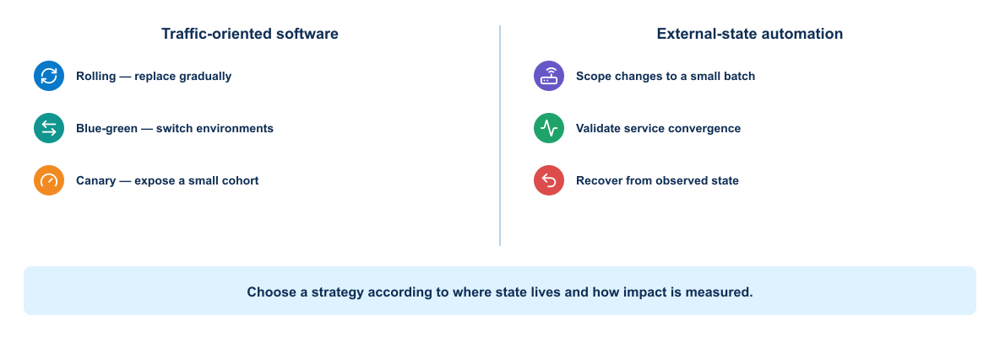 Traffic-oriented software
Rolling — replace gradually
Blue-green — switch environments
Canary — expose a small cohort
External-state automation
Scope changes to a small batch
Validate service convergence
Recover from observed state
Choose a strategy according to where state lives and how impact is measured.